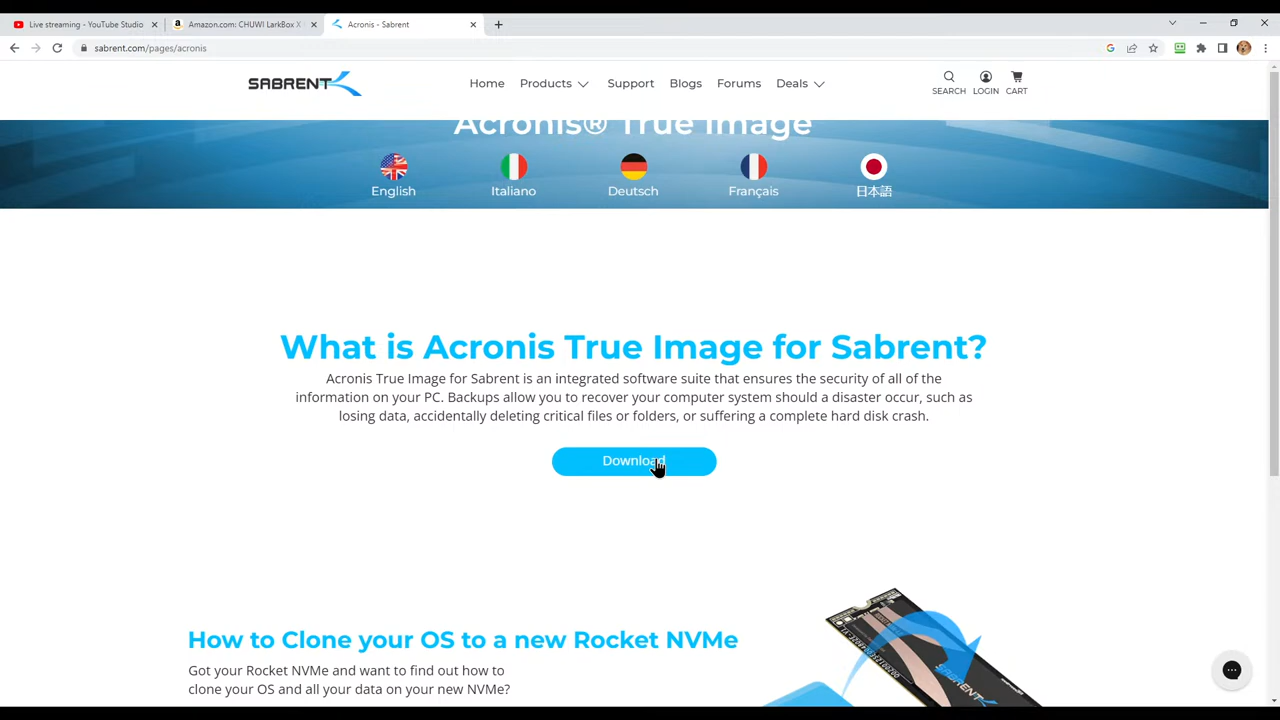 Live streaming - YouTube Studio
Amazon.com: CHUWI LarkBox X
Acronis - Sabrent
sabrent.com/pages/acronis
SABRENT
Home
Products
Support
Blogs
Forums
Deals
SEARCH
LOGIN
CART
Acronis® True Image
English
Italiano
Deutsch
Français
日本語
What is Acronis True Image for Sabrent?
Acronis True Image for Sabrent is an integrated software suite that ensures the security of all of the
information on your PC. Backups allow you to recover your computer system should a disaster occur, such as
losing data, accidentally deleting critical files or folders, or suffering a complete hard disk crash.
Download
How to Clone your OS to a new Rocket NVMe
Got your Rocket NVMe and want to find out how to
clone your OS and all your data on your new NVMe?
SABRENT